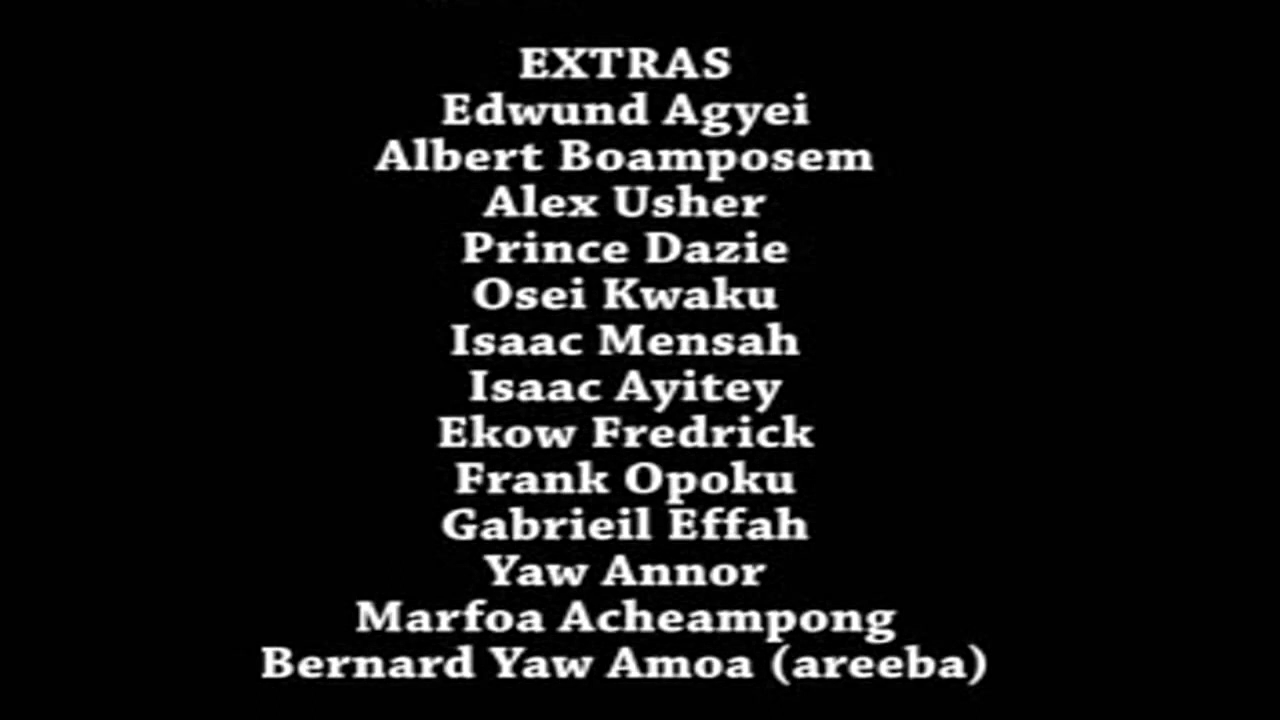 EXTRAS
Edwund Agyei
Albert Boamposem
Alex Usher
Prince Dazie
Osei Kwaku
Isaac Mensah
Isaac Ayitey
Ekow Fredrick
Frank Opoku
Gabrieil Effah
Yaw Annor
Marfoa Acheampong
Bernard Yaw Amoa (areeba)